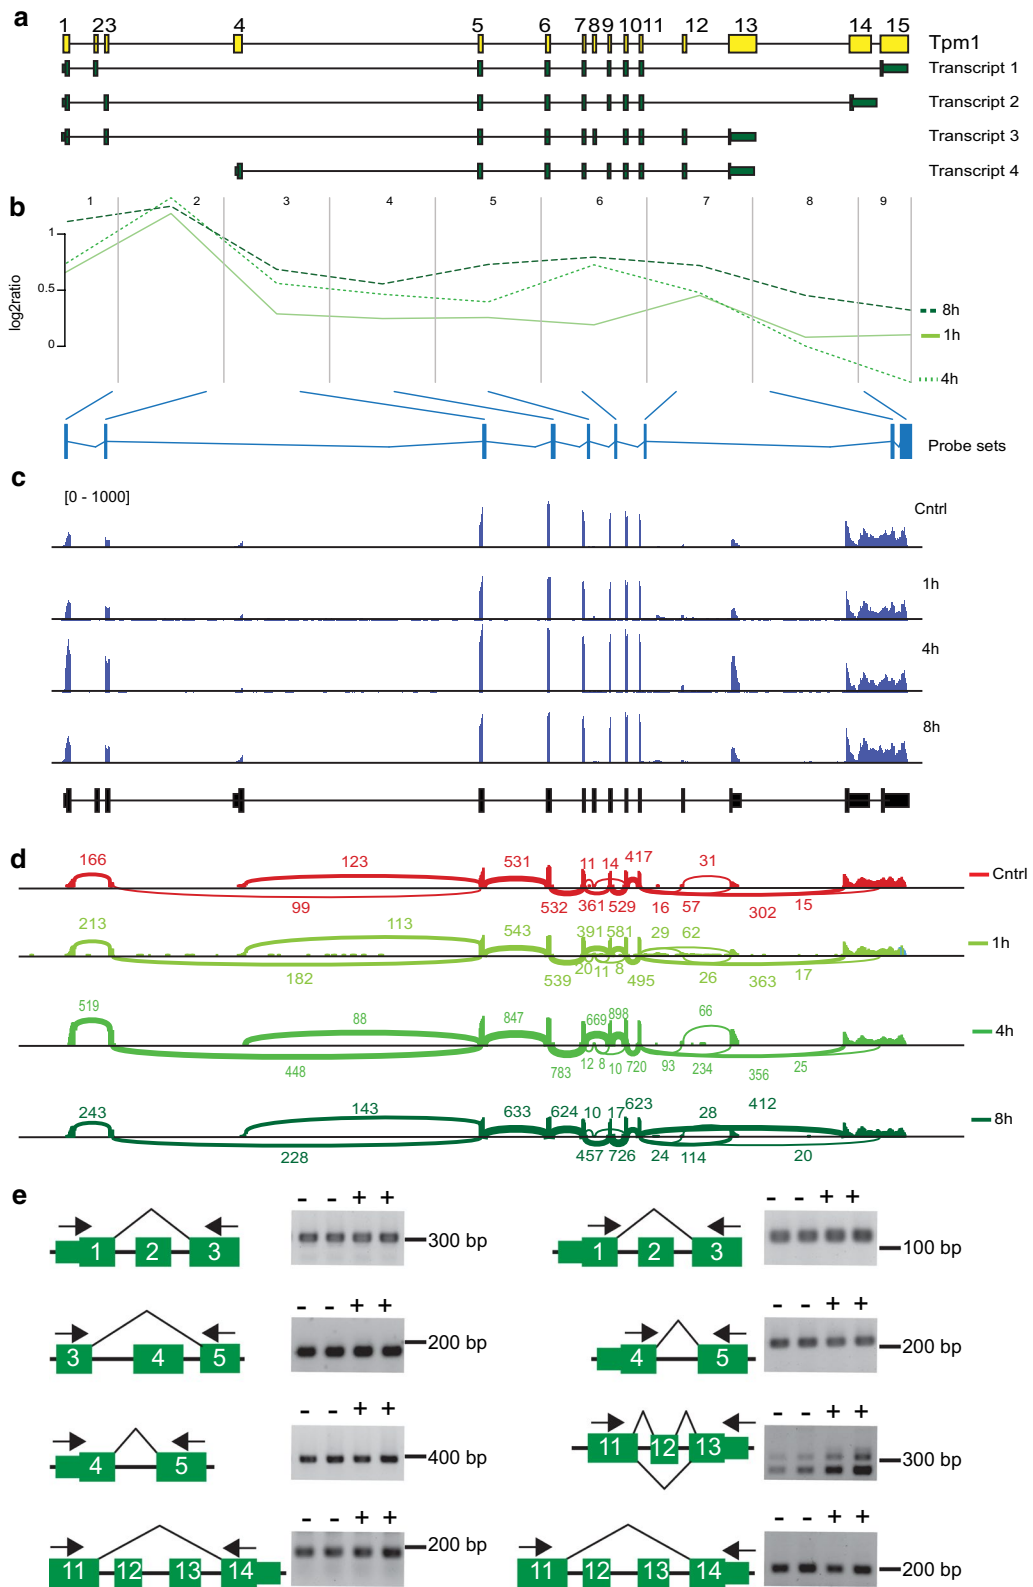 a
1 2 3 4 5 6 7 8 9 10 11 12 13 14 15
Tpm1
Transcript 1
Transcript 2
Transcript 3
Transcript 4
b
1 2 3 4 5 6 7 8 9
1
0.5
0
log2ratio
8h
1h
4h
Probe sets
c
[0 - 1000]
Cntrl
1h
4h
8h
d
166 123 531 11 14 417 31
99 532 361 529 16 57 302 15
Cntrl
213 113 543 391 581 29 62
182 539 20 11 8 495 26 363 17
1h
519 88 847 669 898 66
448 783 12 8 10 720 93 234 356 25
4h
243 143 633 624 10 17 623 28 412
228 457 726 24 114 20
8h
e
- - + +
1 2 3
300 bp
- - + +
1 2 3
100 bp
- - + +
3 4 5
200 bp
- - + +
4 5
200 bp
- - + +
4 5
400 bp
- - + +
11 12 13
300 bp
- - + +
11 12 13 14
200 bp
- - + +
11 12 13 14
200 bp